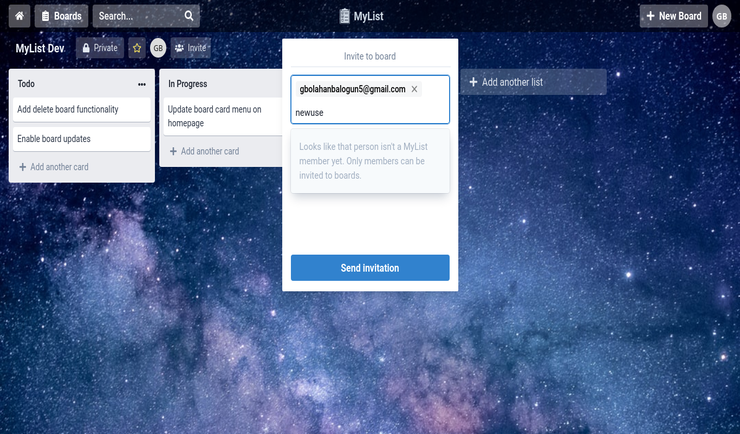 Boards
Search...
MyList
+ New Board
GB
MyList Dev
Private
GB
Invite
Todo
Add delete board functionality
Enable board updates
+ Add another card
In Progress
Update board card menu on
homepage
+ Add another card
Invite to board
gbolahanbalogun5@gmail.com X
newuse
Looks like that person isn't a MyList
member yet. Only members can be
invited to boards.
Send invitation
+ Add another list